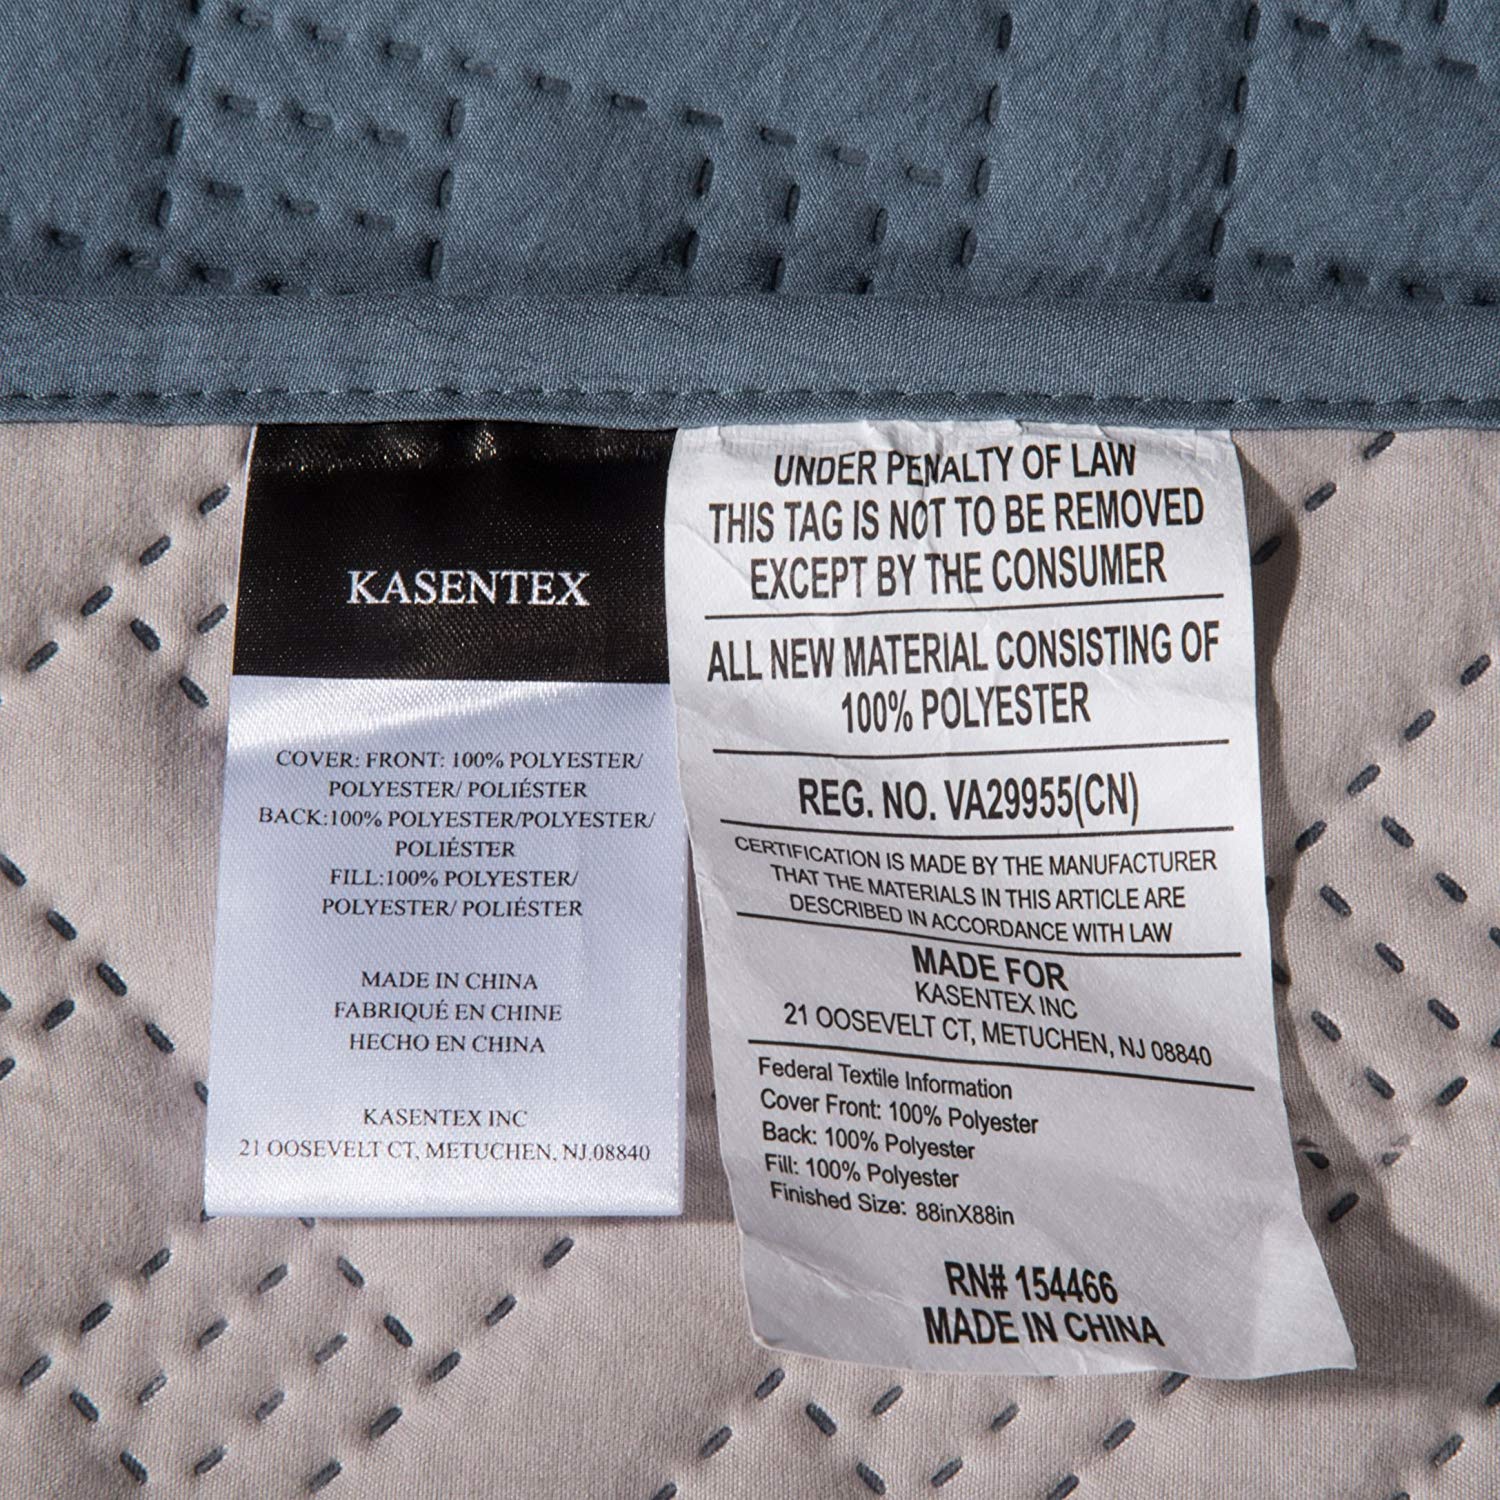 KASENTEX
COVER: FRONT: 100% POLYESTER/
POLYESTER/ POLIÉSTER
BACK:100% POLYESTER/POLYESTER/
POLIÉSTER
FILL:100% POLYESTER/
POLYESTER/ POLIÉSTER
MADE IN CHINA
FABRIQUÉ EN CHINE
HECHO EN CHINA
KASENTEX INC
21 OOSEVELT CT, METUCHEN, NJ.08840
UNDER PENALTY OF LAW
THIS TAG IS NOT TO BE REMOVED
EXCEPT BY THE CONSUMER
ALL NEW MATERIAL CONSISTING OF
100% POLYESTER
REG. NO. VA29955(CN)
CERTIFICATION IS MADE BY THE MANUFACTURER
THAT THE MATERIALS IN THIS ARTICLE ARE
DESCRIBED IN ACCORDANCE WITH LAW
MADE FOR
KASENTEX INC
21 OOSEVELT CT, METUCHEN, NJ 08840
Federal Textile Information
Cover Front: 100% Polyester
Back: 100% Polyester
Fill: 100% Polyester
Finished Size: 88inX88in
RN# 154466
MADE IN CHINA